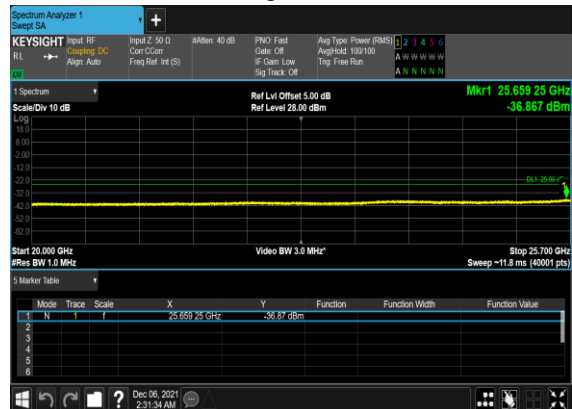 Spectrum Analyzer 1
Swept SA
KEYSIGHT Input: RF Input Z: 50 Ω #Atten: 40 dB PNO: Fast Avg Type: Power (RMS) 1 2 3 4 5 6
RL Coupling: DC Corr CCorr Gate: Off Avg|Hold: 100/100 A W W W W W
Align: Auto Freq Ref: Int (S) IF Gain: Low Trig: Free Run A N N N N N
Sig Track: Off
1 Spectrum Ref Lvl Offset 5.00 dB Mkr1 25.659 25 GHz
Scale/Div 10 dB Ref Level 28.00 dBm -36.867 dBm
Log
18.0
8.00
-2.00
-12.0
-22.0
DL1 -25.00
-32.0
-42.0
-52.0
-62.0
Start 20.000 GHz Video BW 3.0 MHz* Stop 25.700 GHz
#Res BW 1.0 MHz Sweep ~11.8 ms (40001 pts)
5 Marker Table
Mode Trace Scale X Y Function Function Width Function Value
1 N 1 f 25.659 25 GHz -36.87 dBm
2
3
4
5
6
Dec 06, 2021
2:31:34 AM